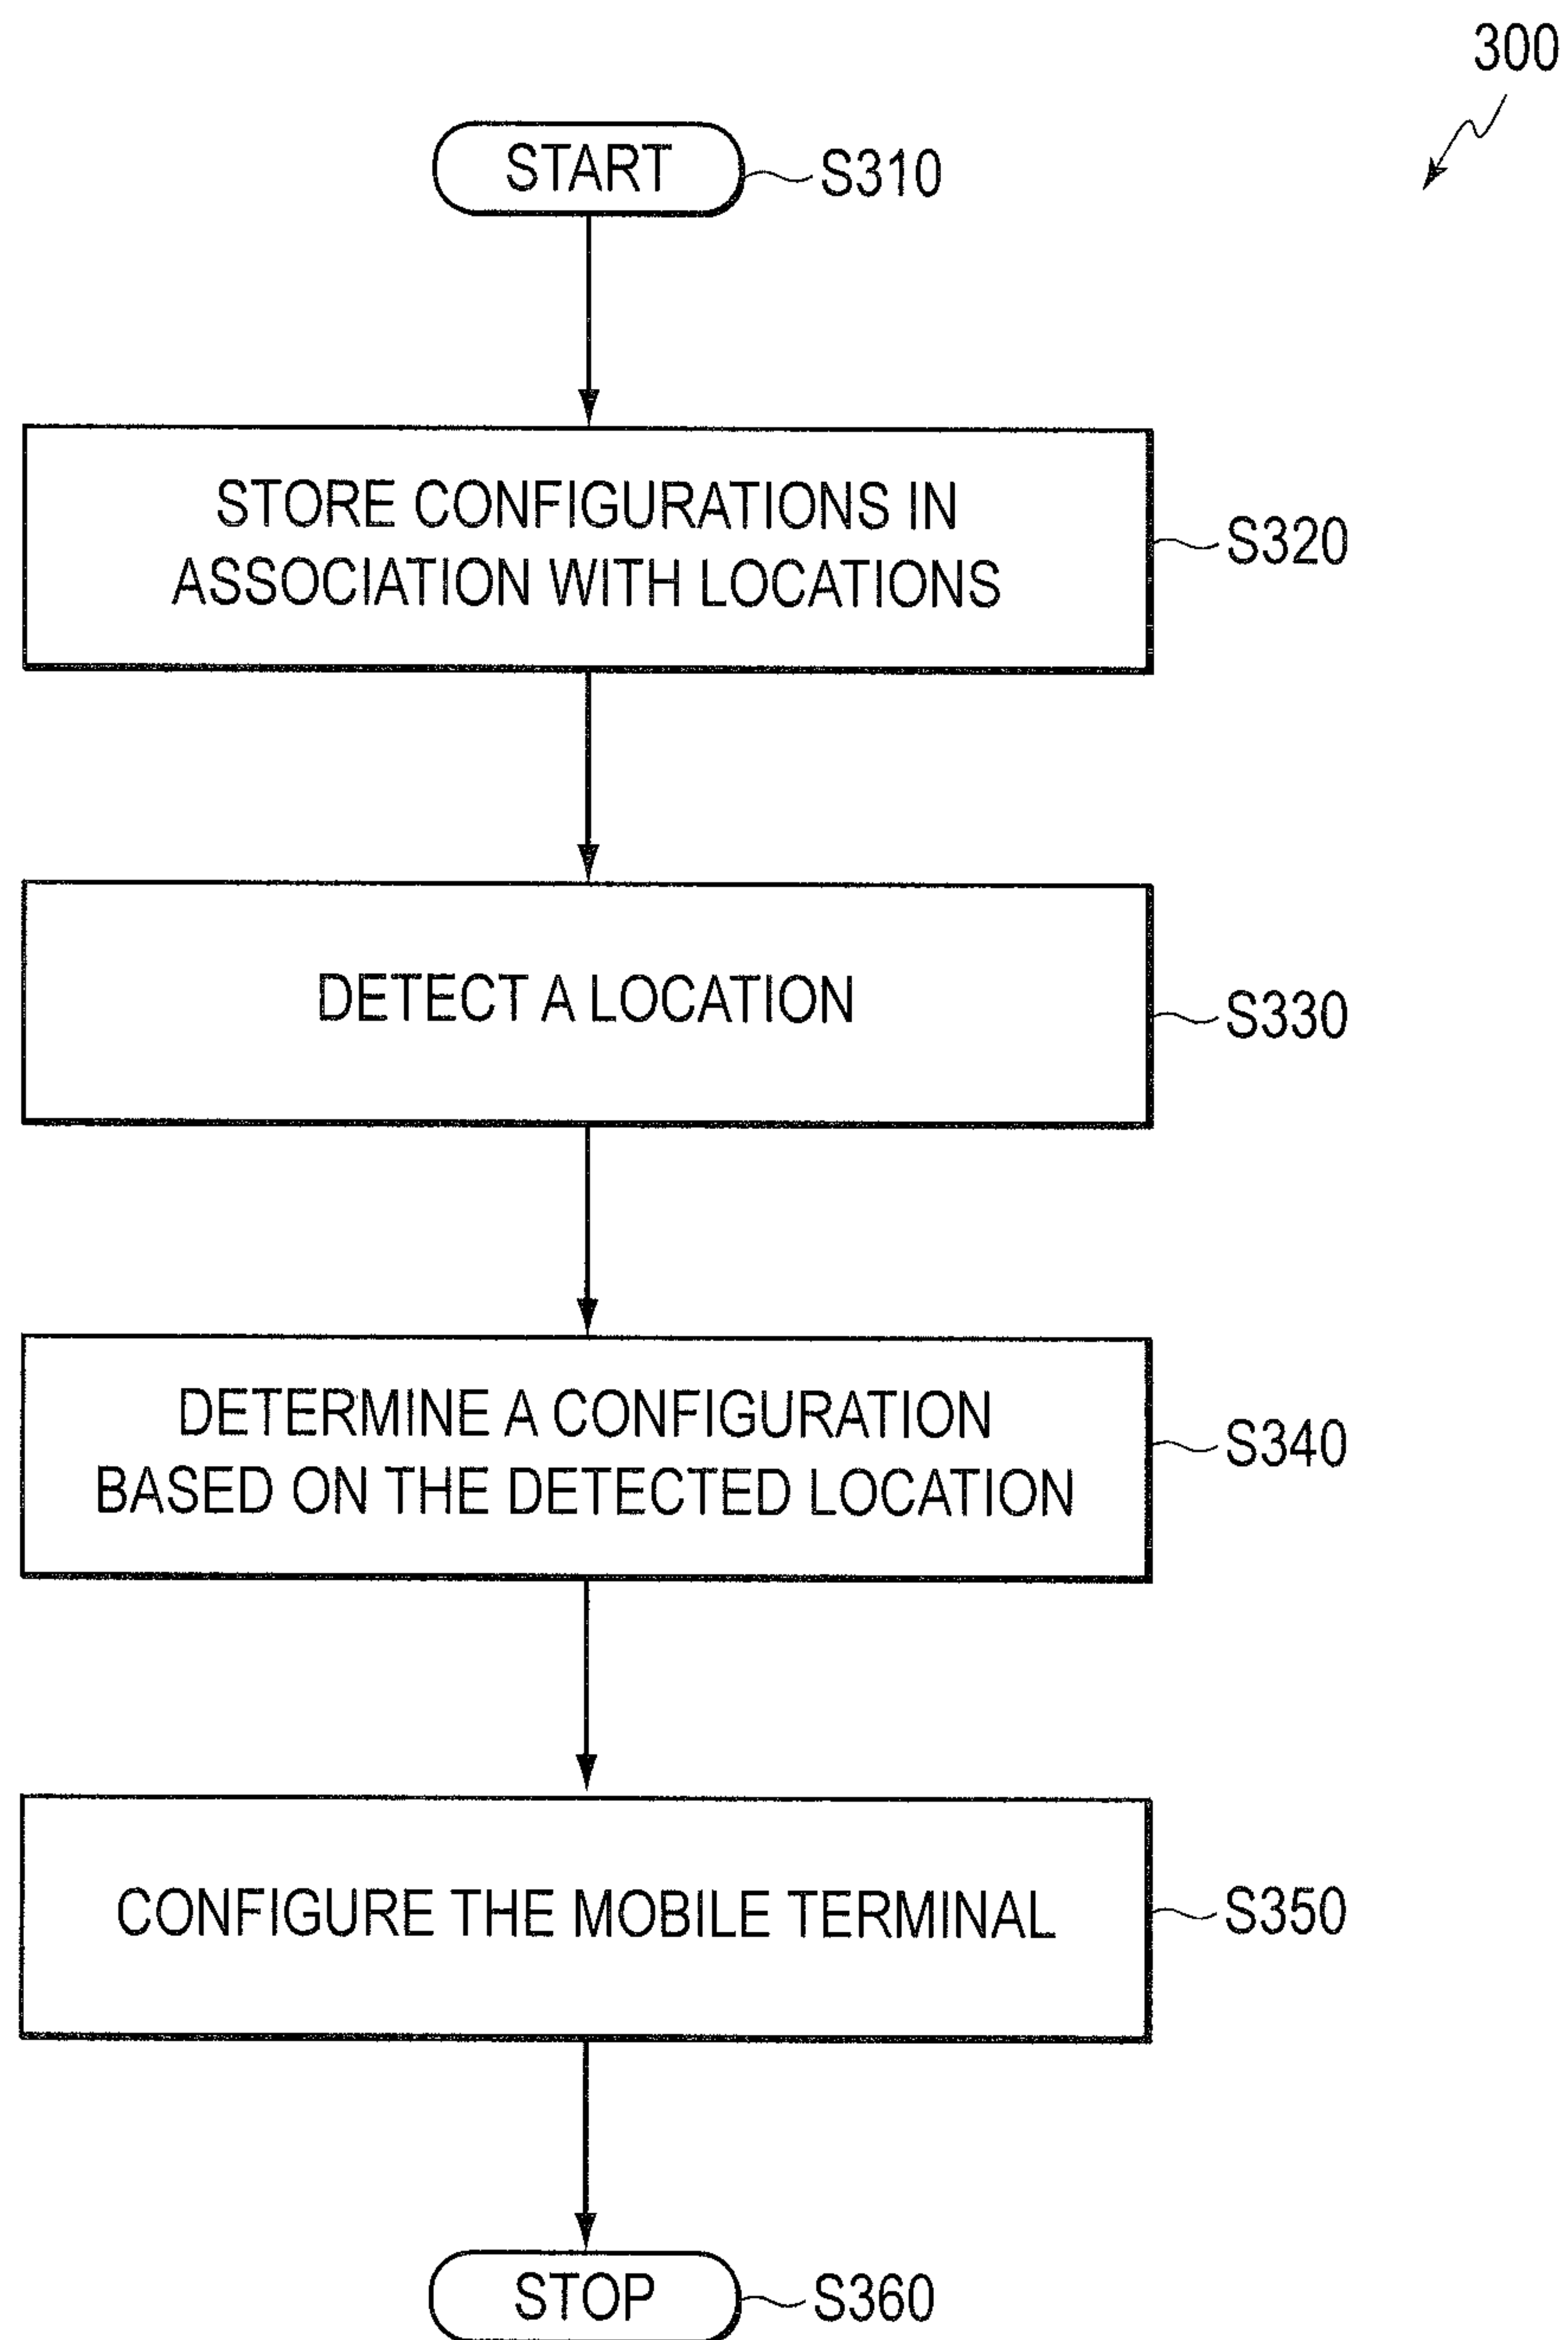 300
START
S310
STORE CONFIGURATIONS IN
ASSOCIATION WITH LOCATIONS
S320
DETECT A LOCATION
S330
DETERMINE A CONFIGURATION
BASED ON THE DETECTED LOCATION
S340
CONFIGURE THE MOBILE TERMINAL
S350
STOP
S360